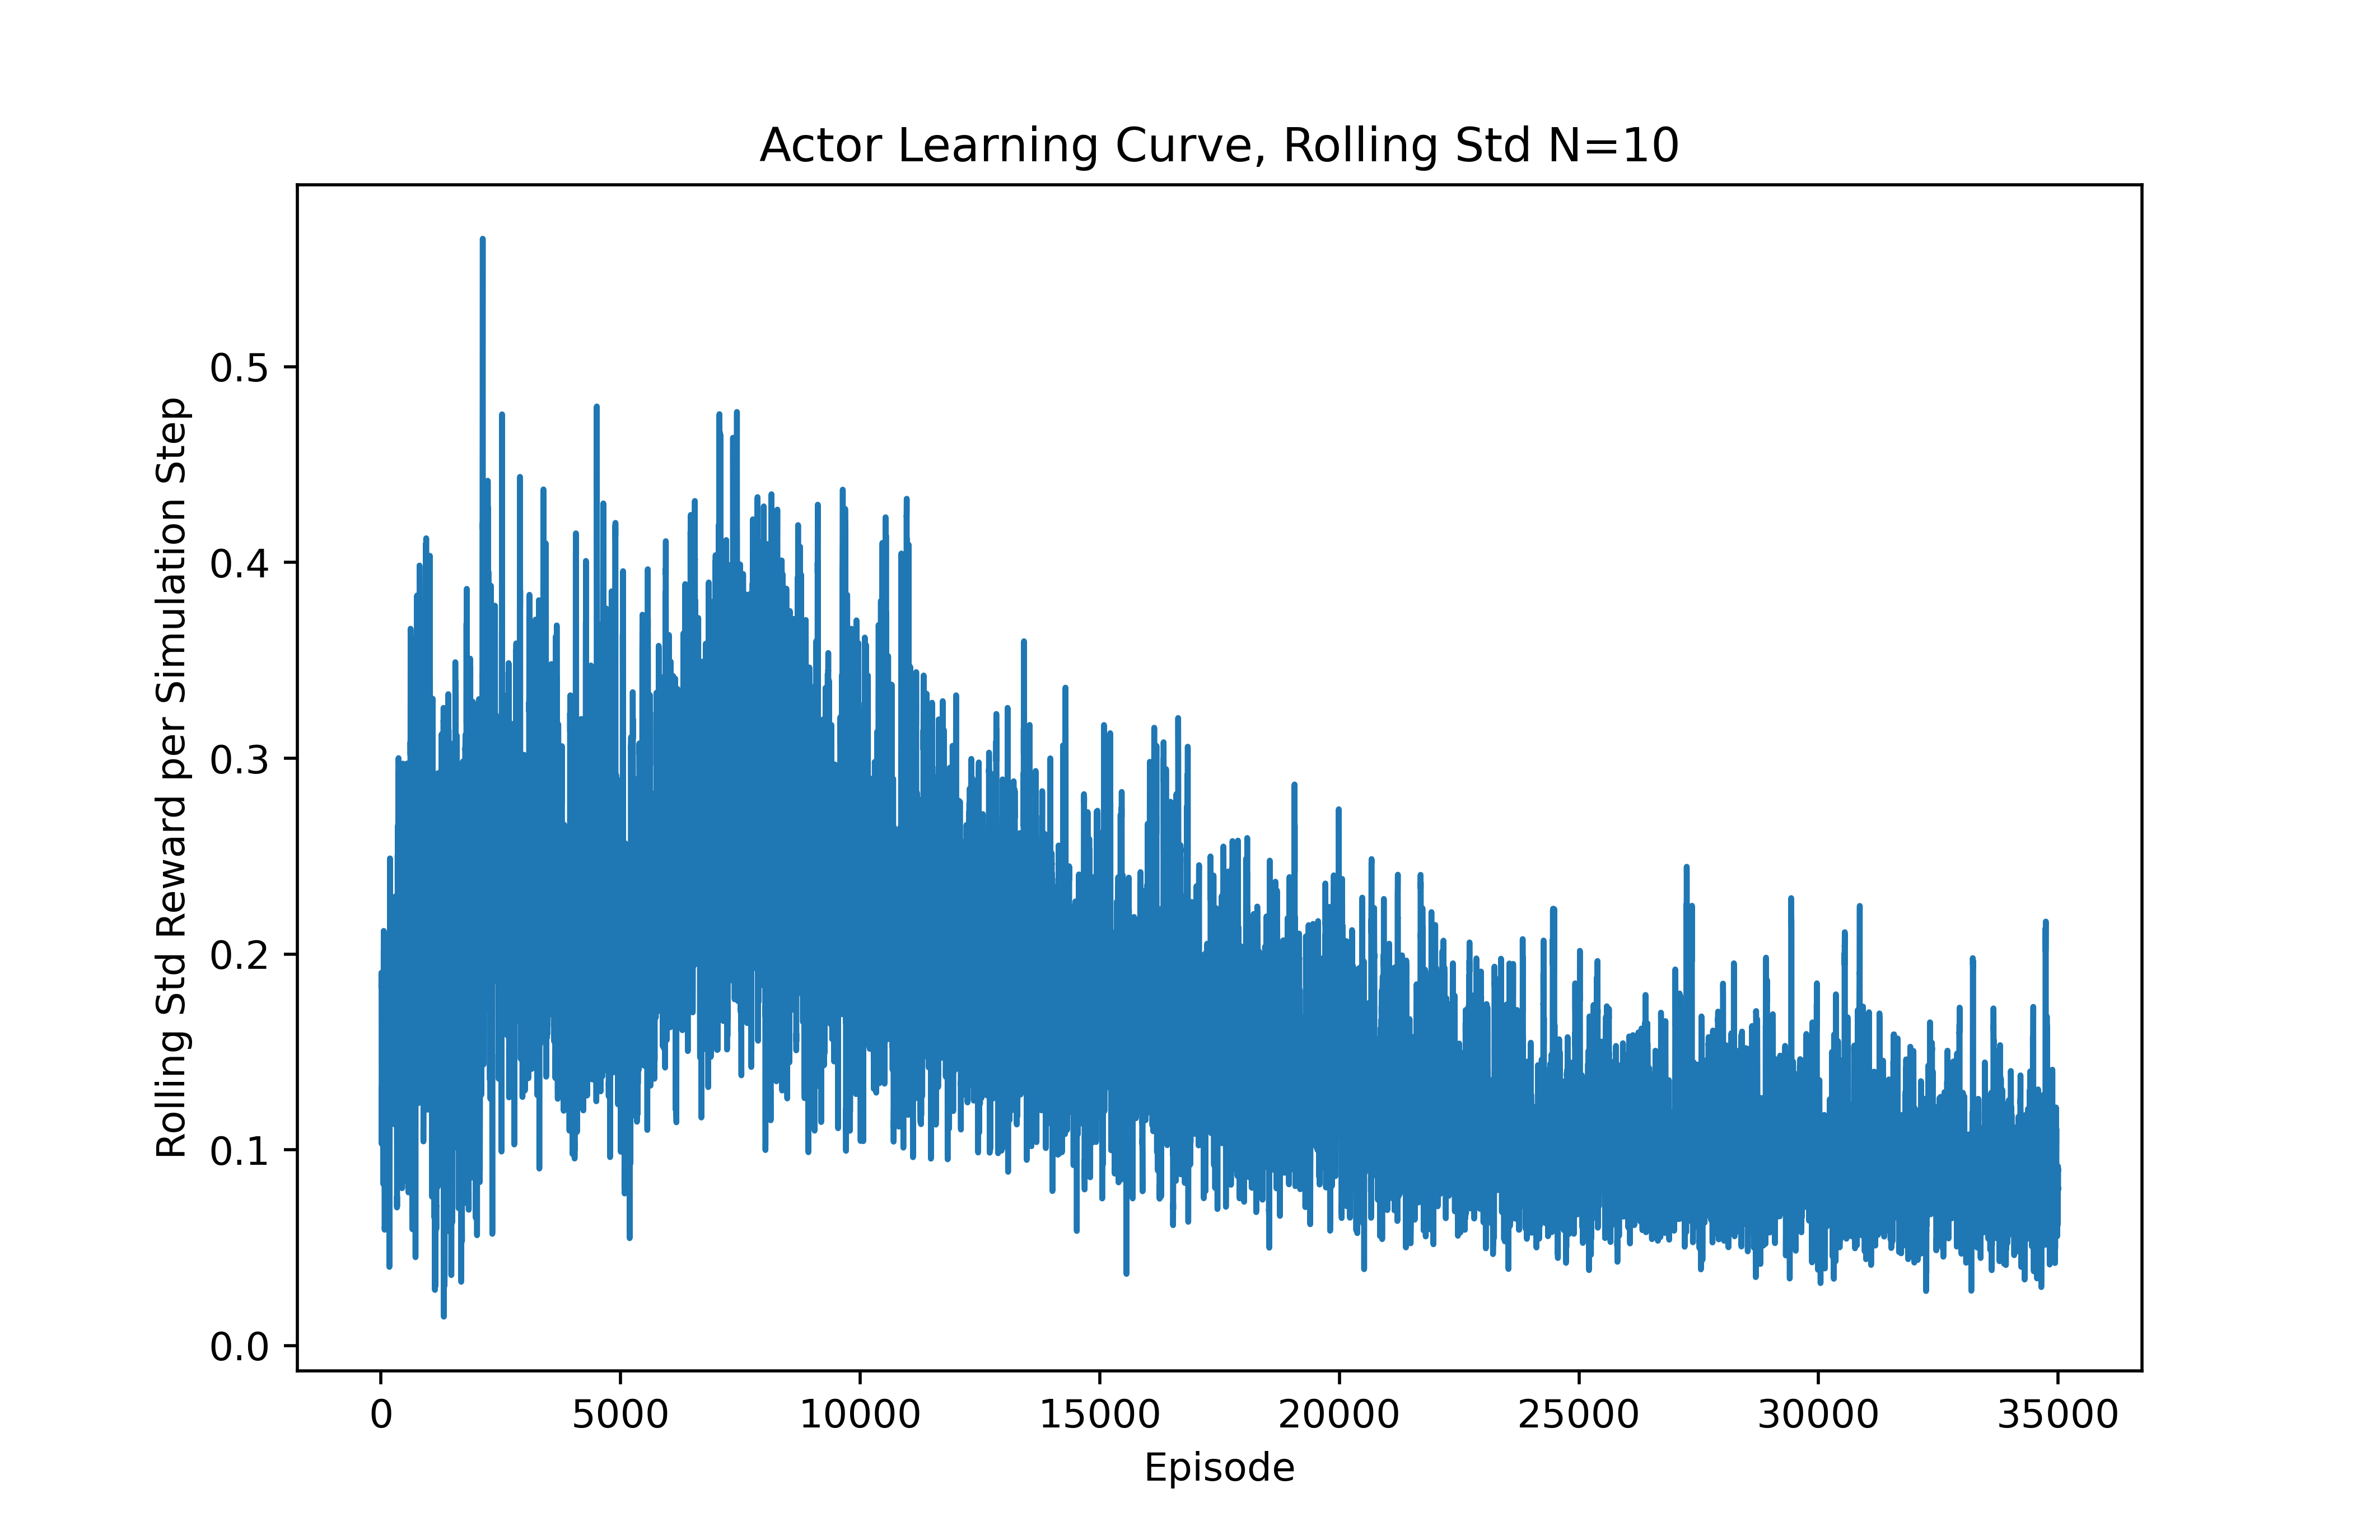 Actor Learning Curve, Rolling Std N=10
Rolling Std Reward per Simulation Step
0.5
0.4
0.3
0.2
0.1
0.0
0 5000 10000 15000 20000 25000 30000 35000
Episode